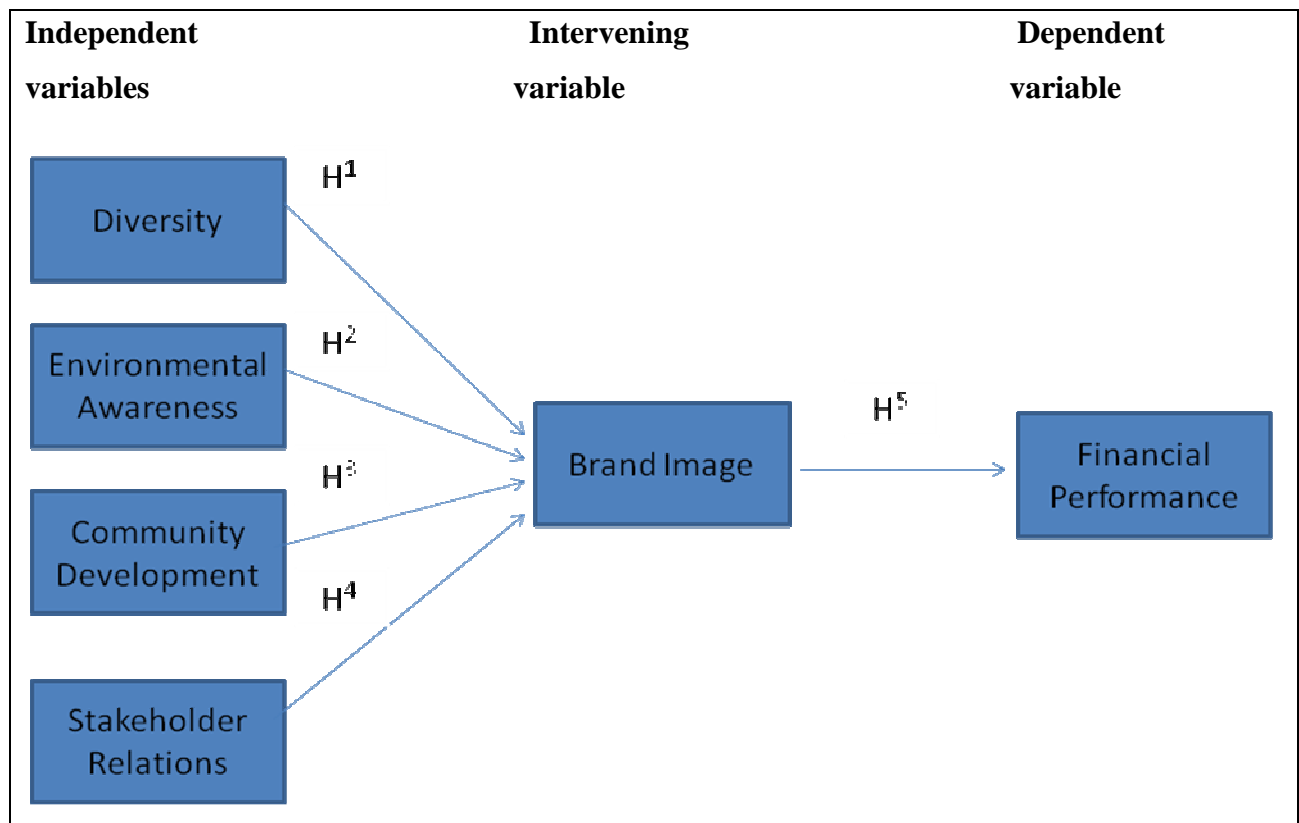 Independent
variables
Intervening
variable
Dependent
variable
Diversity
H¹
Environmental
Awareness
H²
Community
Development
H³
Stakeholder
Relations
H⁴
Brand Image
H⁵
Financial
Performance